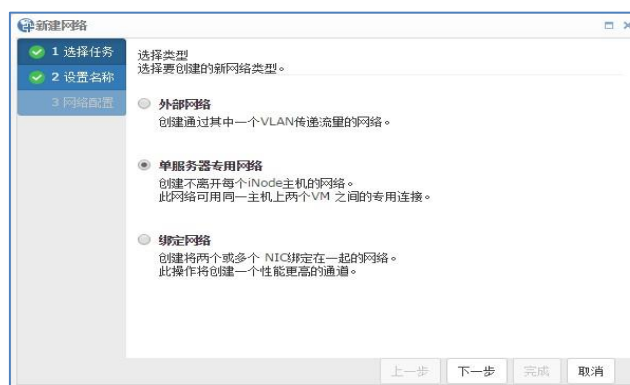 新建网络
1 选择任务
2 设置名称
3 网络配置
选择类型
选择要创建的新网络类型。
外部网络
创建通过其中一个VLAN传递流量的网络。
单服务器专用网络
创建不离开每个iNode主机的网络。
此网络可用同一主机上两个VM 之间的专用连接。
绑定网络
创建将两个或多个 NIC绑定在一起的网络。
此操作将创建一个性能更高的通道。
上一步 下一步 完成 取消